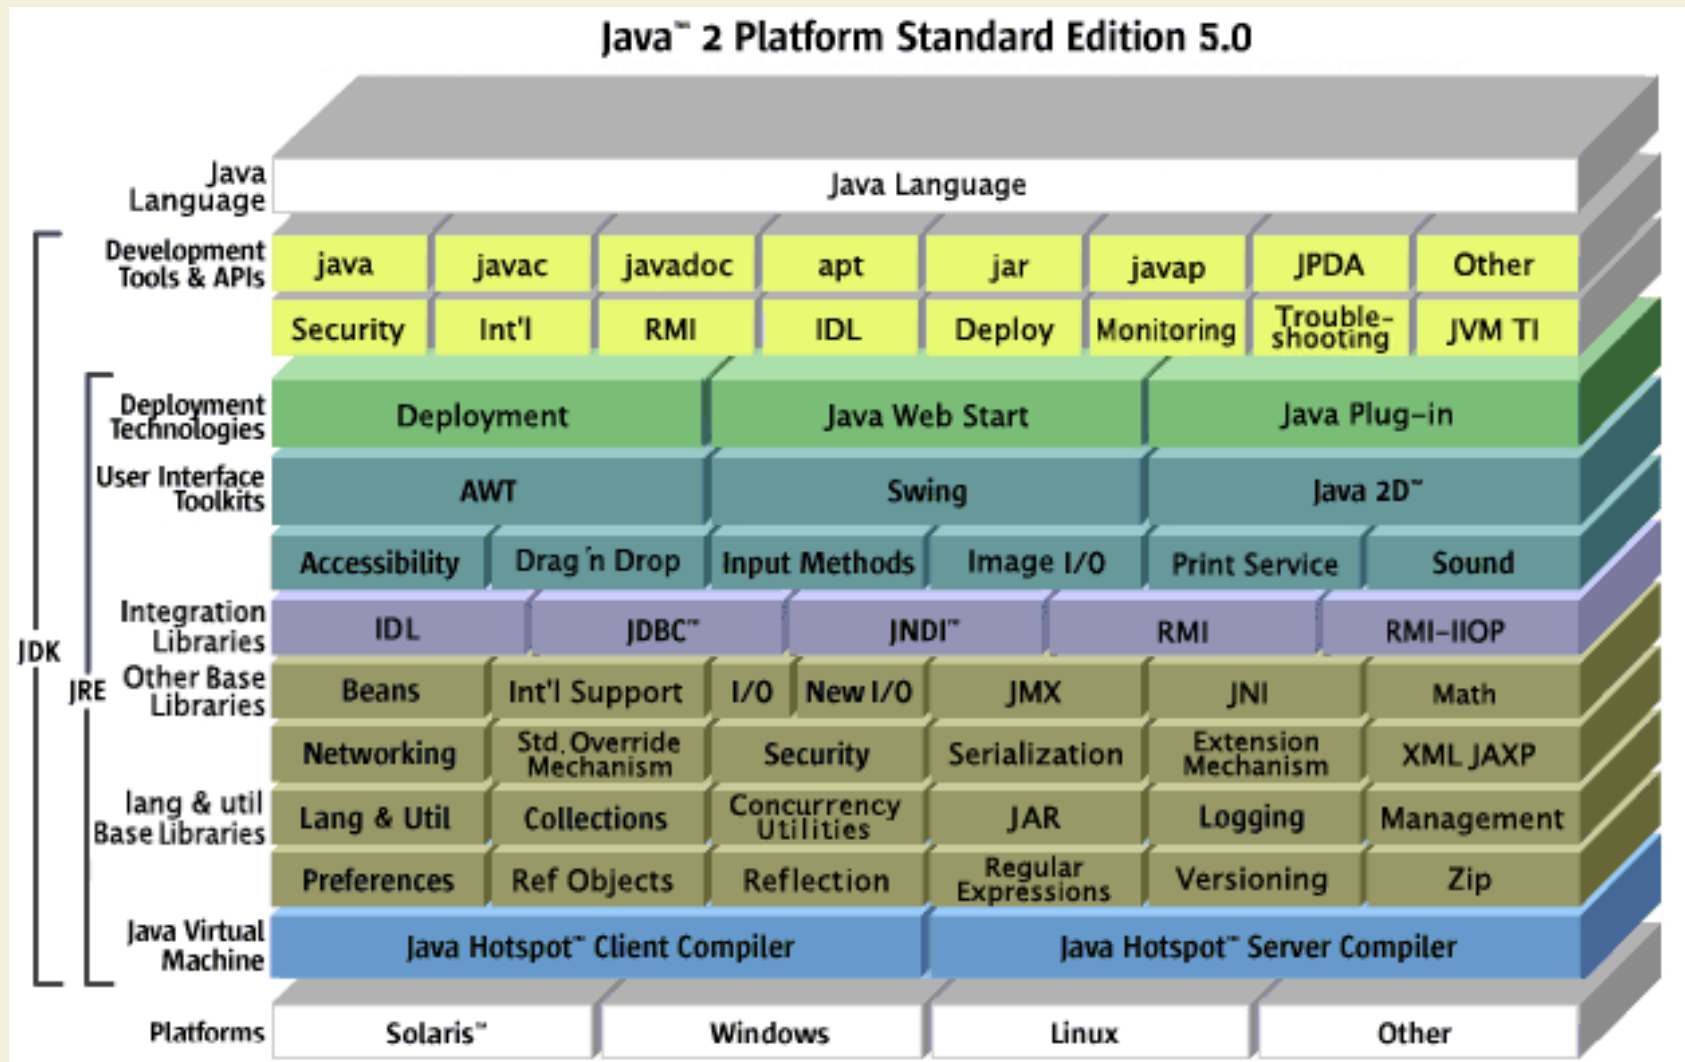 Java™ 2 Platform Standard Edition 5.0
Java
Language
Java Language
Development
Tools & APIs
java javac javadoc apt jar javap JPDA Other
Security Int'l RMI IDL Deploy Monitoring Trouble-
shooting JVM TI
Deployment
Technologies
Deployment Java Web Start Java Plug-in
User Interface
Toolkits
AWT Swing Java 2D™
Accessibility Drag 'n Drop Input Methods Image I/O Print Service Sound
Integration
Libraries
IDL JDBC™ JNDI™ RMI RMI-IIOP
JDK
JRE
Other Base
Libraries
Beans Int'l Support I/O New I/O JMX JNI Math
Networking Std. Override
Mechanism Security Serialization Extension
Mechanism XML JAXP
lang & util
Base Libraries
Lang & Util Collections Concurrency
Utilities JAR Logging Management
Preferences Ref Objects Reflection Regular
Expressions Versioning Zip
Java Virtual
Machine
Java Hotspot™ Client Compiler Java Hotspot™ Server Compiler
Platforms
Solaris™ Windows Linux Other